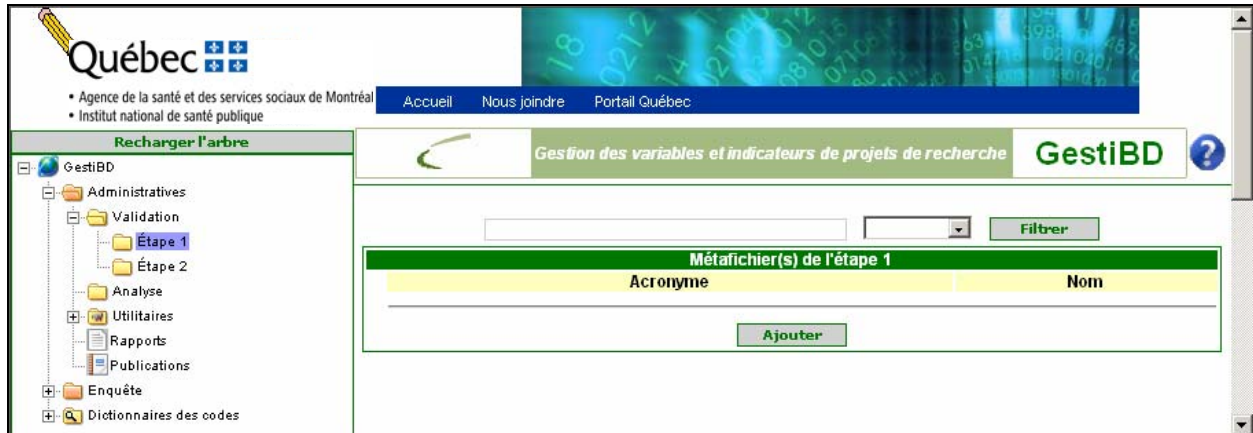 Québec
• Agence de la santé et des services sociaux de Montréal
• Institut national de santé publique
Accueil Nous joindre Portail Québec
Recharger l'arbre
GestiBD
Administratives
Validation
Étape 1
Étape 2
Analyse
Utilitaires
Rapports
Publications
Enquête
Dictionnaires des codes
Gestion des variables et indicateurs de projets de recherche GestiBD ?
Filtrer
Métafichier(s) de l'étape 1
Acronyme Nom
Ajouter